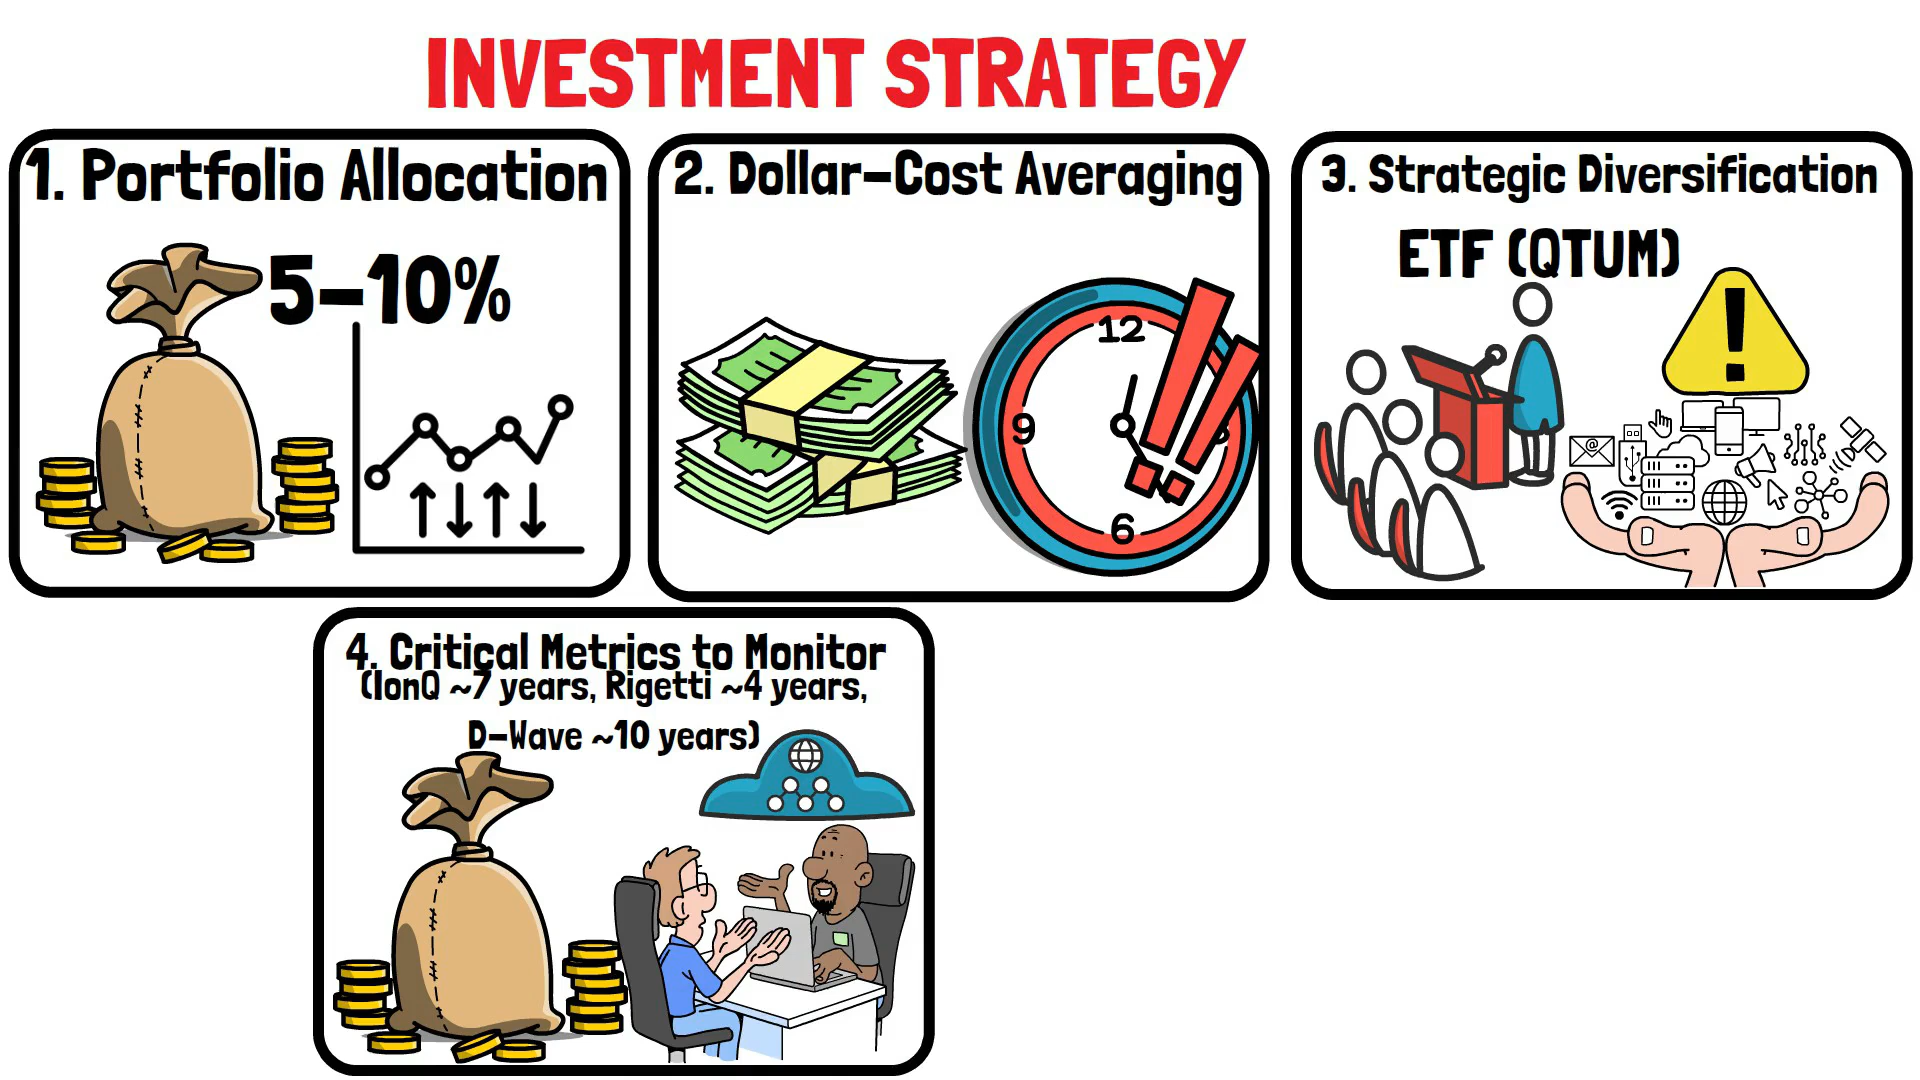 INVESTMENT STRATEGY
1. Portfolio Allocation
5-10%
2. Dollar-Cost Averaging
12
9
6
3. Strategic Diversification
ETF (QTUM)
!
@
4. Critical Metrics to Monitor
(IonQ ~7 years, Rigetti ~4 years,
D-Wave ~10 years)